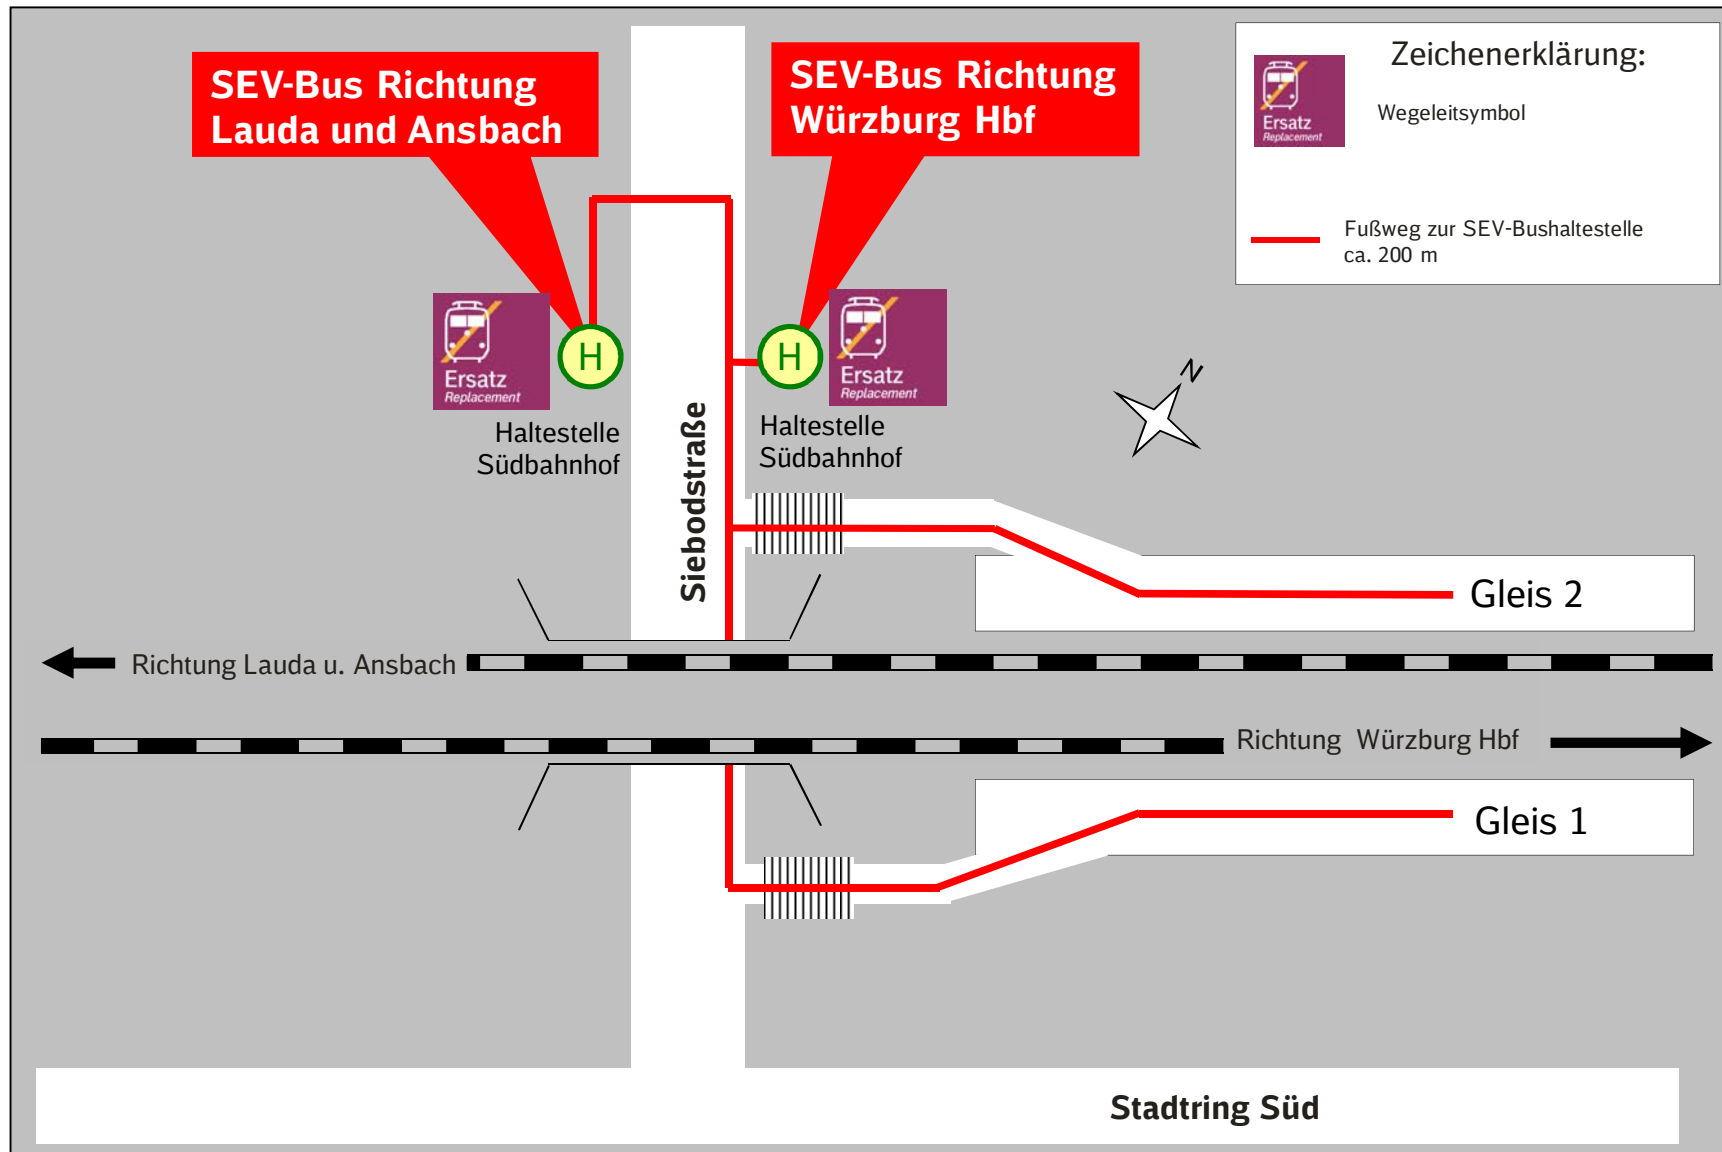 SEV-Bus Richtung
Lauda und Ansbach
SEV-Bus Richtung
Würzburg Hbf
Zeichenerklärung:
Ersatz
Replacement
Wegeleitsymbol
Fußweg zur SEV-Bushaltestelle
ca. 200 m
Ersatz
Replacement
H
H
Ersatz
Replacement
Haltestelle
Südbahnhof
Haltestelle
Südbahnhof
N
Siebodstraße
Gleis 2
Richtung Lauda u. Ansbach
Richtung Würzburg Hbf
Gleis 1
Stadtring Süd